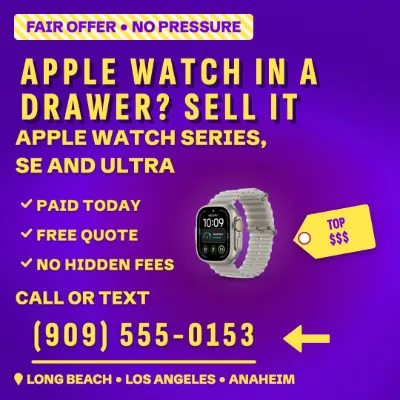 FAIR OFFER • NO PRESSURE
APPLE WATCH IN A
DRAWER? SELL IT
APPLE WATCH SERIES,
SE AND ULTRA
PAID TODAY
FREE QUOTE
NO HIDDEN FEES
TOP
$$$
CALL OR TEXT
(909) 555-0153
LONG BEACH • LOS ANGELES • ANAHEIM